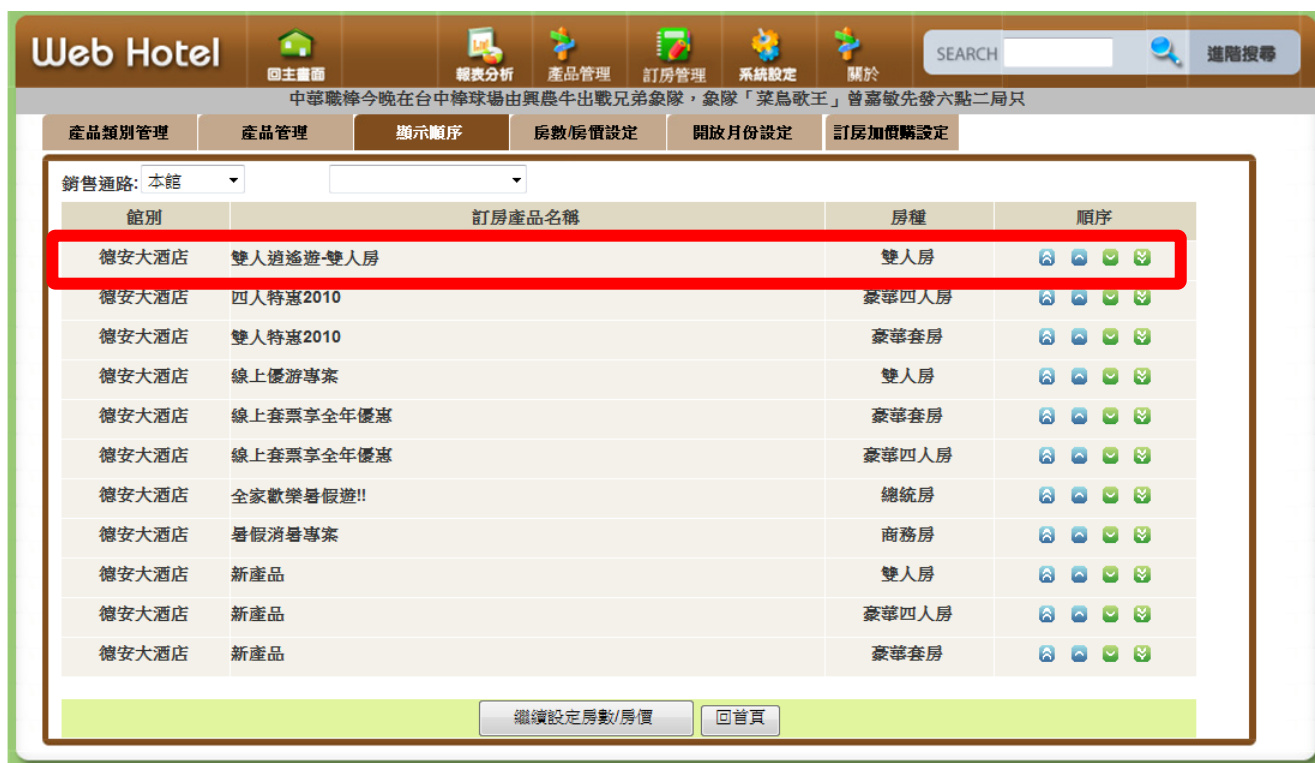 Web Hotel
回主畫面
報表分析
產品管理
訂房管理
系統設定
關於
SEARCH
進階搜尋
中華職棒今晚在台中棒球場由興農牛出戰兄弟象隊，象隊「菜鳥歌王」曾嘉敏先發六點二局只
產品類別管理 產品管理 顯示順序 房數/房價設定 開放月份設定 訂房加價購設定
銷售通路: 本館
館別 訂房產品名稱 房種 順序
德安大酒店 雙人逍遙遊-雙人房 雙人房
德安大酒店 四人特惠2010 豪華四人房
德安大酒店 雙人特惠2010 豪華套房
德安大酒店 線上優游專案 雙人房
德安大酒店 線上套票享全年優惠 豪華套房
德安大酒店 線上套票享全年優惠 豪華四人房
德安大酒店 全家歡樂暑假遊!! 總統房
德安大酒店 暑假消暑專案 商務房
德安大酒店 新產品 雙人房
德安大酒店 新產品 豪華四人房
德安大酒店 新產品 豪華套房
繼續設定房數/房價 回首頁